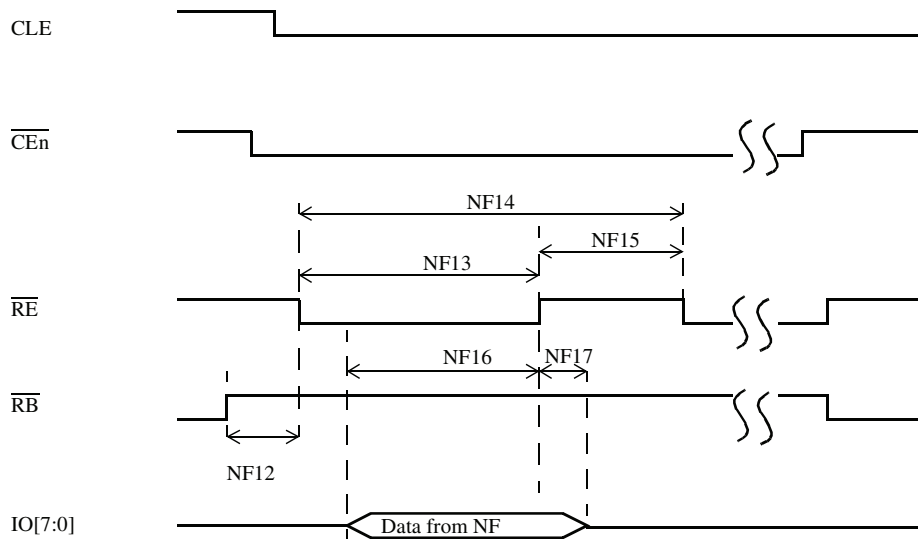 CLE
CEn
NF14
NF15
NF13
RE
NF16 NF17
RB
NF12
IO[7:0] Data from NF